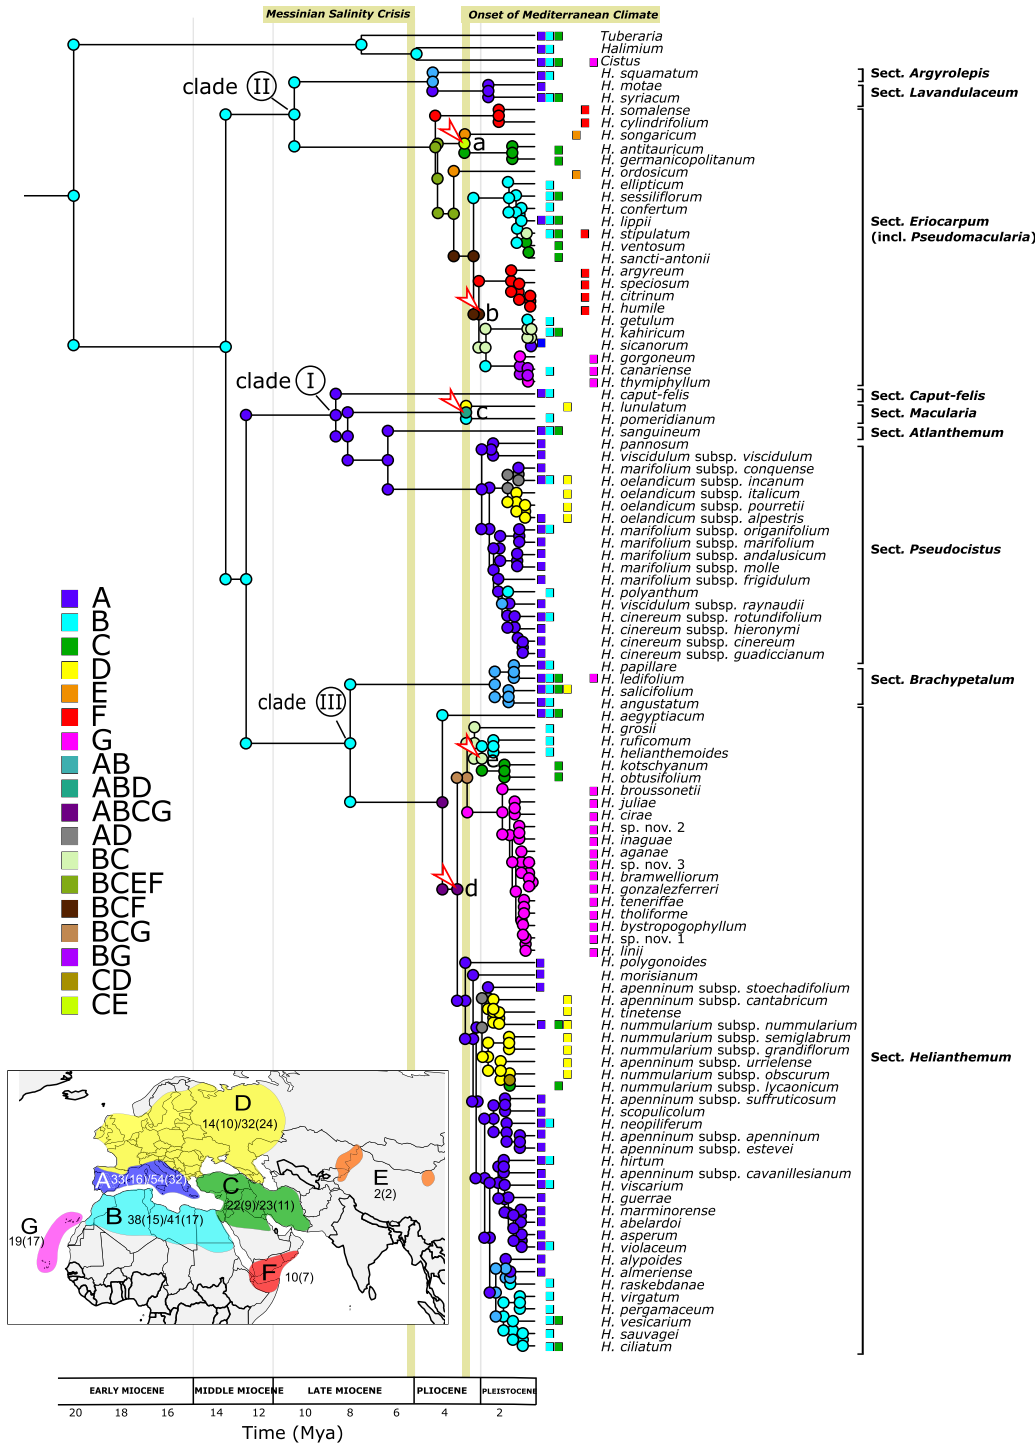 Messinian Salinity Crisis
Onset of Mediterranean Climate
Tuberaria
Halimium
Cistus
H. squamatum
H. motae
H. syriacum
H. somalense
H. cylindrifolium
H. songaricum
H. antitauricum
H. germanicopolitanum
H. ordosicum
H. ellipticum
H. sessiliflorum
H. confertum
H. lippii
H. stipulatum
H. ventosum
H. sancti-antonii
H. argyreum
H. speciosum
H. citrinum
H. humile
H. getulum
H. kahiricum
H. sicanorum
H. gorgoneum
H. canariense
H. thymiphyllum
H. caput-felis
H. lunulatum
H. pomeridianum
H. sanguineum
H. pannosum
H. viscidulum subsp. viscidulum
H. marifolium subsp. conquense
H. oelandicum subsp. incanum
H. oelandicum subsp. italicum
H. oelandicum subsp. pourretii
H. oelandicum subsp. alpestris
H. marifolium subsp. origanifolium
H. marifolium subsp. marifolium
H. marifolium subsp. andalusicum
H. marifolium subsp. molle
H. marifolium subsp. frigidulum
H. polyanthum
H. viscidulum subsp. raynaudii
H. cinereum subsp. rotundifolium
H. cinereum subsp. hieronymi
H. cinereum subsp. cinereum
H. cinereum subsp. guadiccianum
H. papillare
H. ledifolium
H. salicifolium
H. angustatum
H. aegyptiacum
H. grosii
H. ruficomum
H. helianthemoides
H. kotschyanum
H. obtusifolium
H. broussonetii
H. juliae
H. cirae
H. sp. nov. 2
H. inaguae
H. aganae
H. sp. nov. 3
H. bramwelliorum
H. gonzalezferreri
H. teneriffae
H. tholiforme
H. bystropogophyllum
H. sp. nov. 1
H. linii
H. polygonoides
H. morisianum
H. apenninum subsp. stoechadifolium
H. apenninum subsp. cantabricum
H. tinetense
H. nummularium subsp. nummularium
H. nummularium subsp. semiglabrum
H. nummularium subsp. grandiflorum
H. apenninum subsp. urrielense
H. nummularium subsp. obscurum
H. nummularium subsp. lycaonicum
H. apenninum subsp. suffruticosum
H. scopulicolum
H. neopiliferum
H. apenninum subsp. apenninum
H. apenninum subsp. estevei
H. hirtum
H. apenninum subsp. cavanillesianum
H. viscarium
H. guerrae
H. marminorense
H. abelardoi
H. asperum
H. violaceum
H. alypoides
H. almeriense
H. raskebdanae
H. virgatum
H. pergamaceum
H. vesicarium
H. sauvagei
H. ciliatum
Sect. Argyrolepis
Sect. Lavandulaceum
Sect. Eriocarpum
(incl. Pseudomacularia)
Sect. Caput-felis
Sect. Macularia
Sect. Atlanthemum
Sect. Pseudocistus
Sect. Brachypetalum
Sect. Helianthemum
clade II
clade I
clade III
a
b
c
d
A
B
C
D
E
F
G
AB
ABD
ABCG
AD
BC
BCEF
BCF
BCG
BG
CD
CE
D
14(10)/32(24)
A 33(16)/54(32)
C
22(9)/23(11)
E
2(2)
B 38(15)/41(17)
G
19(17)
F 10(7)
EARLY MIOCENE MIDDLE MIOCENE LATE MIOCENE PLIOCENE PLEISTOCENE
20 18 16 14 12 10 8 6 4 2
Time (Mya)